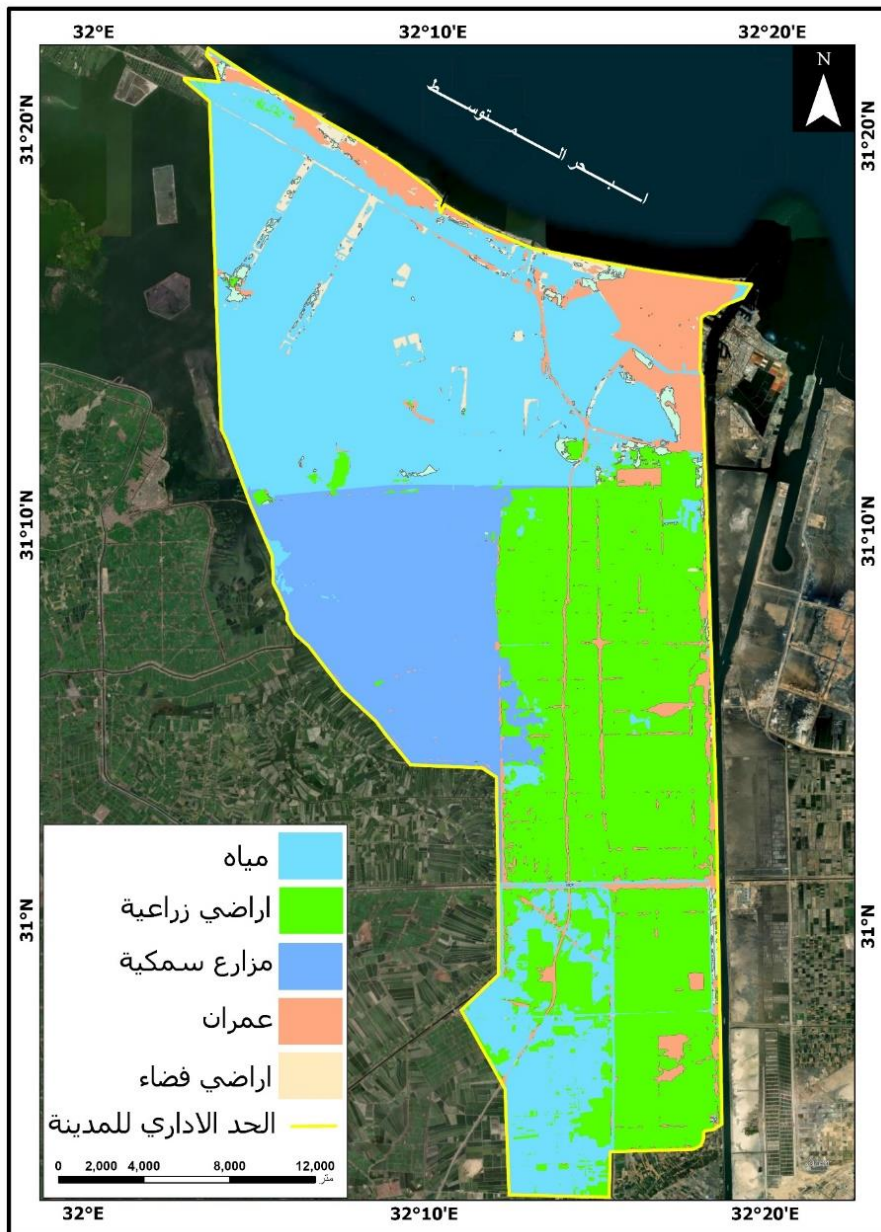 32°E 32°10'E 32°20'E
N
البحر المتوسط
31°20'N 31°20'N
31°10'N 31°10'N
31°N 31°N
مياه
اراضي زراعية
مزارع سمكية
عمران
اراضي فضاء
الحد الاداري للمدينة
0 2,000 4,000 8,000 12,000
متر
32°E 32°10'E 32°20'E